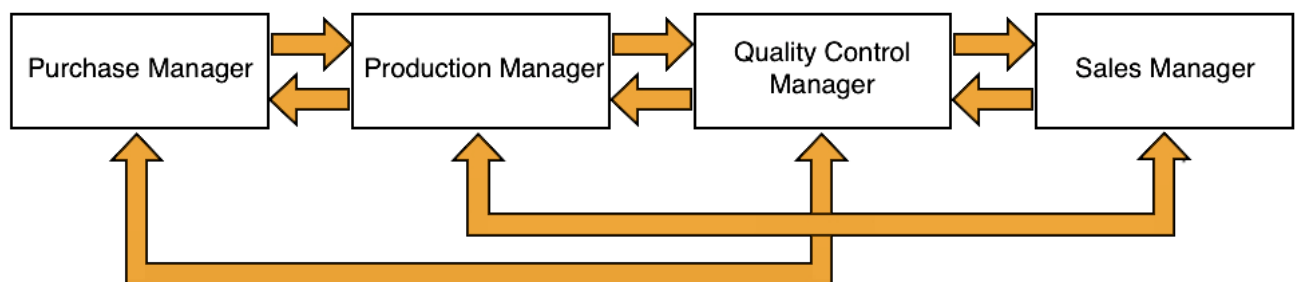 Purchase Manager
Production Manager
Quality Control
Manager
Sales Manager